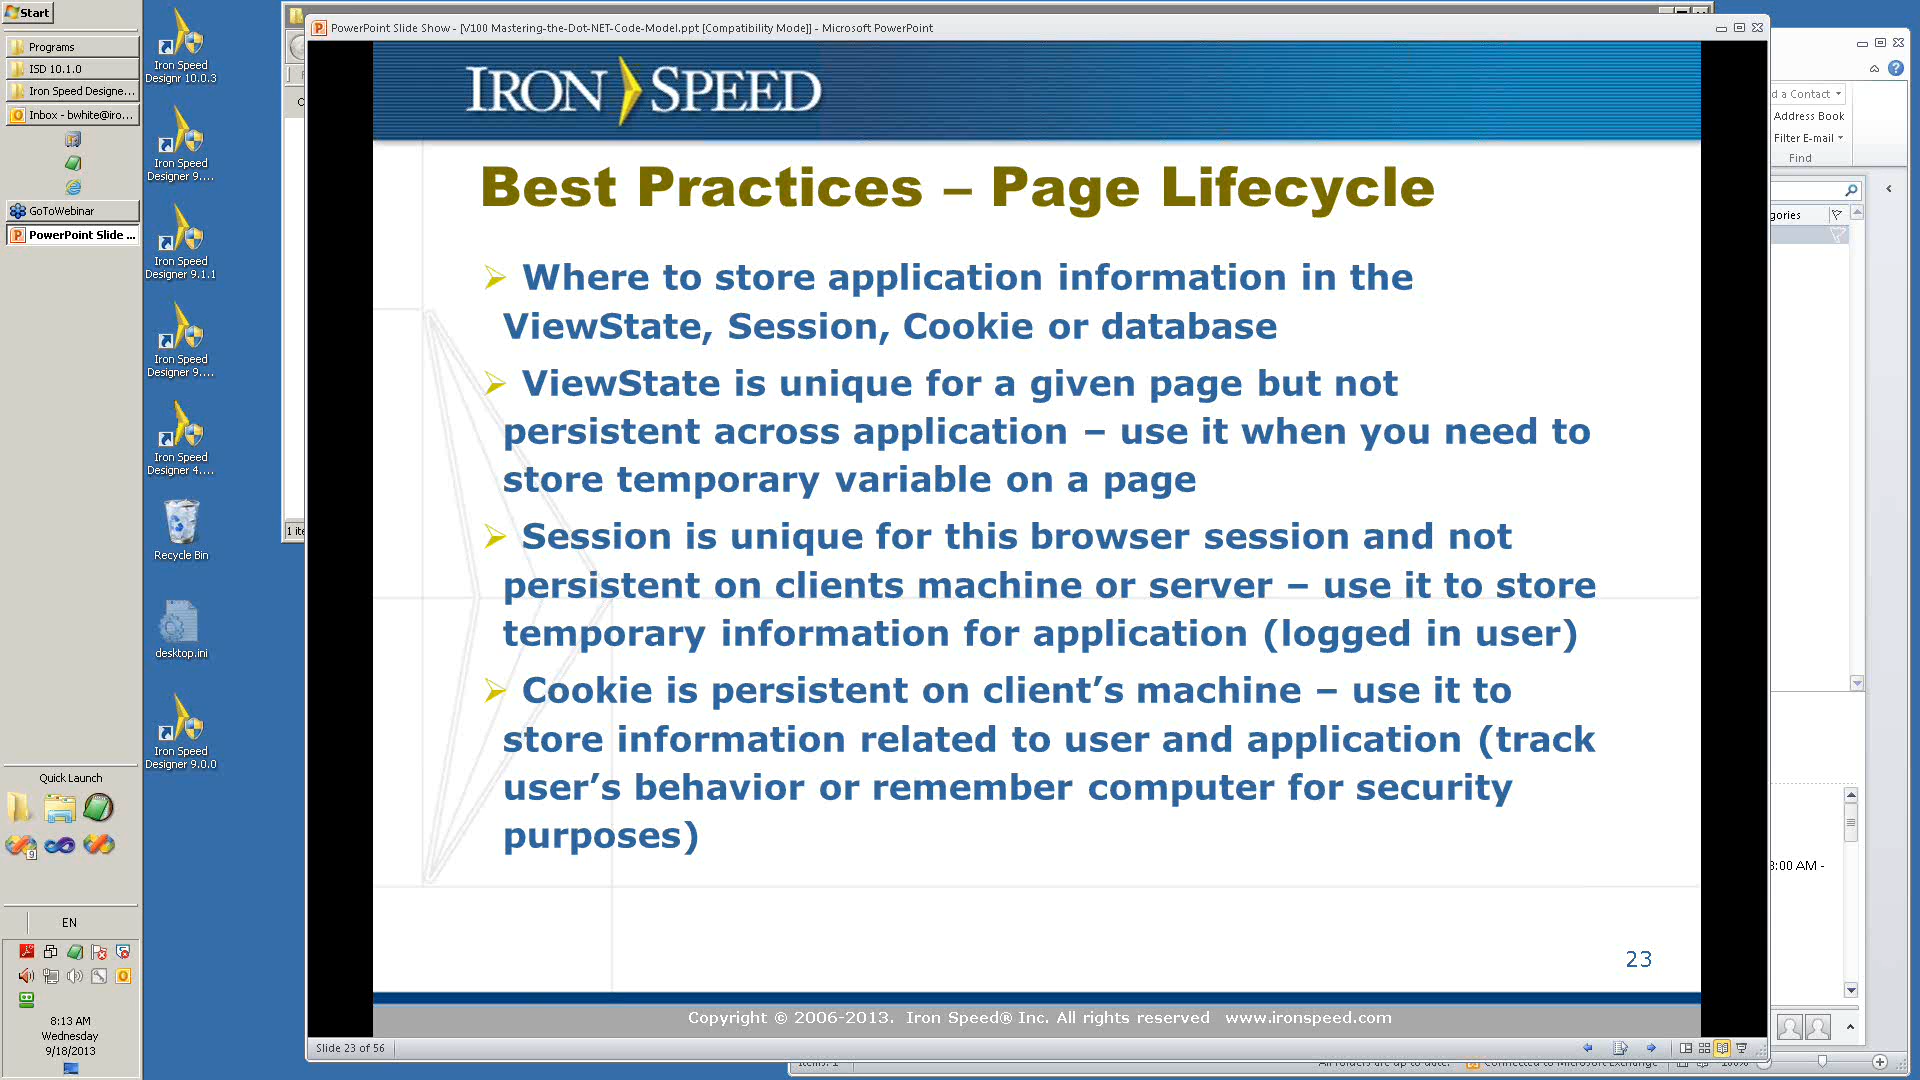 Start
Programs
ISD 10.1.0
Iron Speed Designe...
Inbox - bwhite@iro...
GoToWebinar
PowerPoint Slide ...
Quick Launch
EN
8:13 AM
Wednesday
9/18/2013
Iron Speed
Designr 10.0.3
Iron Speed
Designer 9....
Iron Speed
Designer 9.1.1
Iron Speed
Designer 9....
Iron Speed
Designer 4....
Recycle Bin
desktop.ini
Iron Speed
Designer 9.0.0
PowerPoint Slide Show - [V100 Mastering-the-Dot-NET-Code-Model.ppt [Compatibility Mode]] - Microsoft PowerPoint
IRON SPEED
Best Practices – Page Lifecycle
Where to store application information in the
ViewState, Session, Cookie or database
ViewState is unique for a given page but not
persistent across application – use it when you need to
store temporary variable on a page
Session is unique for this browser session and not
persistent on clients machine or server – use it to store
temporary information for application (logged in user)
Cookie is persistent on client’s machine – use it to
store information related to user and application (track
user’s behavior or remember computer for security
purposes)
23
Copyright © 2006-2013. Iron Speed® Inc. All rights reserved www.ironspeed.com
Slide 23 of 56
d a Contact
Address Book
Filter E-mail
Find
gories
8:00 AM -